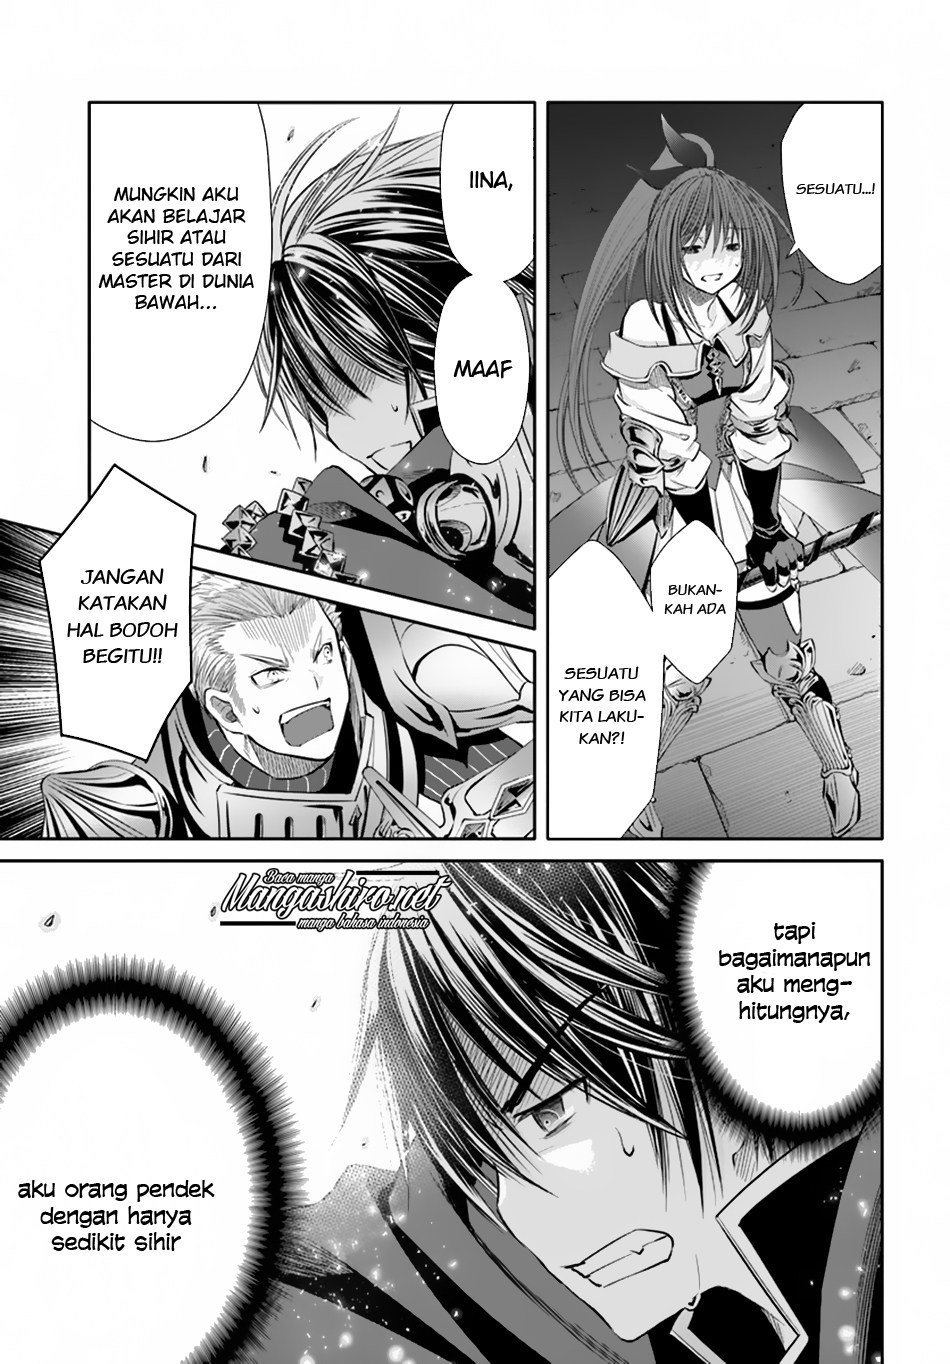 SESUATU...!
BUKAN-
KAH ADA
SESUATU
YANG BISA
KITA LAKU-
KAN?!
IINA,
MAAF
MUNGKIN AKU
AKAN BELAJAR
SIHIR ATAU
SESUATU DARI
MASTER DI DUNIA
BAWAH...
JANGAN
KATAKAN
HAL BODOH
BEGITU!!
Baca manga
Mangashiro.net
manga bahasa indonesia
tapi
bagaimanapun
aku meng-
hitungnya,
aku orang pendek
dengan hanya
sedikit sihir